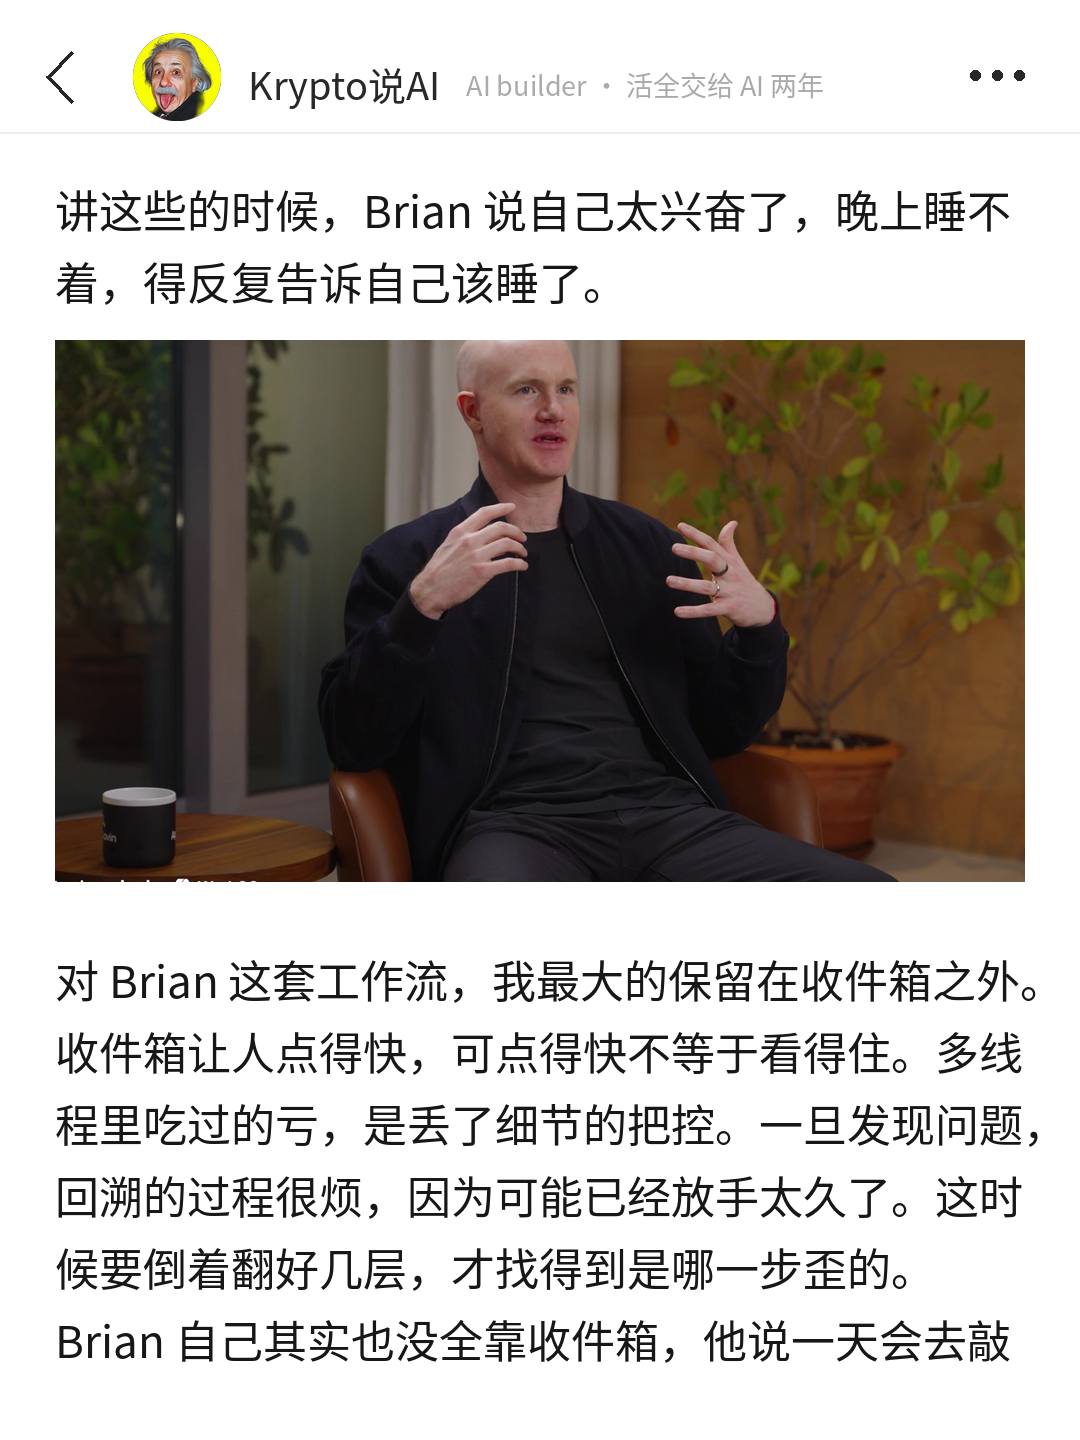 Krypto说AI AI builder · 活全交给 AI 两年
讲这些的时候，Brian 说自己太兴奋了，晚上睡不
着，得反复告诉自己该睡了。
对 Brian 这套工作流，我最大的保留在收件箱之外。
收件箱让人点得快，可点得快不等于看得住。多线
程里吃过的亏，是丢了细节的把控。一旦发现问题，
回溯的过程很烦，因为可能已经放手太久了。这时
候要倒着翻好几层，才找得到是哪一步歪的。
Brian 自己其实也没全靠收件箱，他说一天会去敲